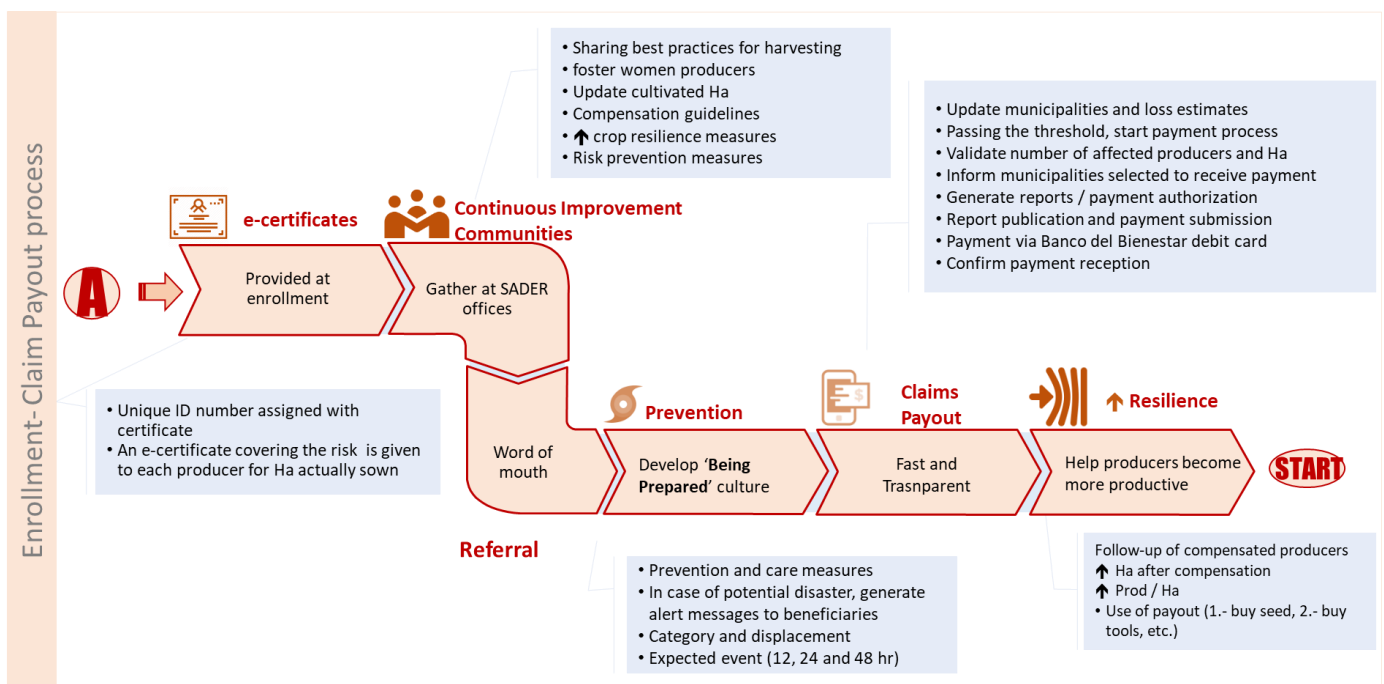 Enrollment- Claim Payout process
A
e-certificates
Provided at
enrollment
• Unique ID number assigned with
certificate
• An e-certificate covering the risk is given
to each producer for Ha actually sown
Continuous Improvement
Communities
Gather at SADER
offices
• Sharing best practices for harvesting
• foster women producers
• Update cultivated Ha
• Compensation guidelines
• ↑ crop resilience measures
• Risk prevention measures
Word of
mouth
Referral
Prevention
Develop ‘Being
Prepared’ culture
• Prevention and care measures
• In case of potential disaster, generate
alert messages to beneficiaries
• Category and displacement
• Expected event (12, 24 and 48 hr)
$
Claims
Payout
Fast and
Trasnparent
• Update municipalities and loss estimates
• Passing the threshold, start payment process
• Validate number of affected producers and Ha
• Inform municipalities selected to receive payment
• Generate reports / payment authorization
• Report publication and payment submission
• Payment via Banco del Bienestar debit card
• Confirm payment reception
↑ Resilience
Help producers become
more productive
Follow-up of compensated producers
↑ Ha after compensation
↑ Prod / Ha
• Use of payout (1.- buy seed, 2.- buy
tools, etc.)
START